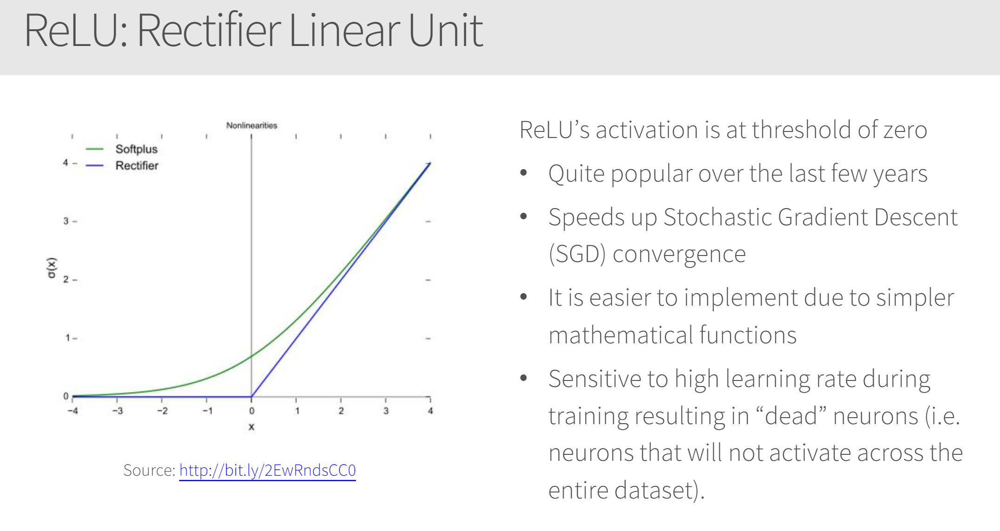 ReLU: Rectifier Linear Unit
Nonlinearities
Softplus
Rectifier
4
3
2
1
0
σ(x)
−4 −3 −2 −1 0 1 2 3 4
x
Source: http://bit.ly/2EwRndsCC0
ReLU’s activation is at threshold of zero
• Quite popular over the last few years
• Speeds up Stochastic Gradient Descent
(SGD) convergence
• It is easier to implement due to simpler
mathematical functions
• Sensitive to high learning rate during
training resulting in “dead” neurons (i.e.
neurons that will not activate across the
entire dataset).